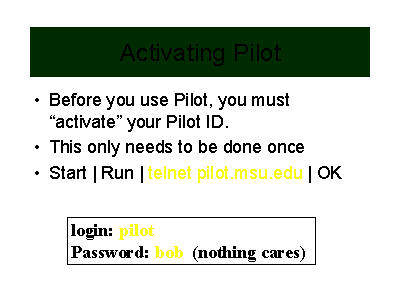 Activating Pilot
• Before you use Pilot, you must
“activate” your Pilot ID.
• This only needs to be done once
• Start | Run | telnet pilot.msu.edu | OK
login: pilot
Password: bob (nothing cares)